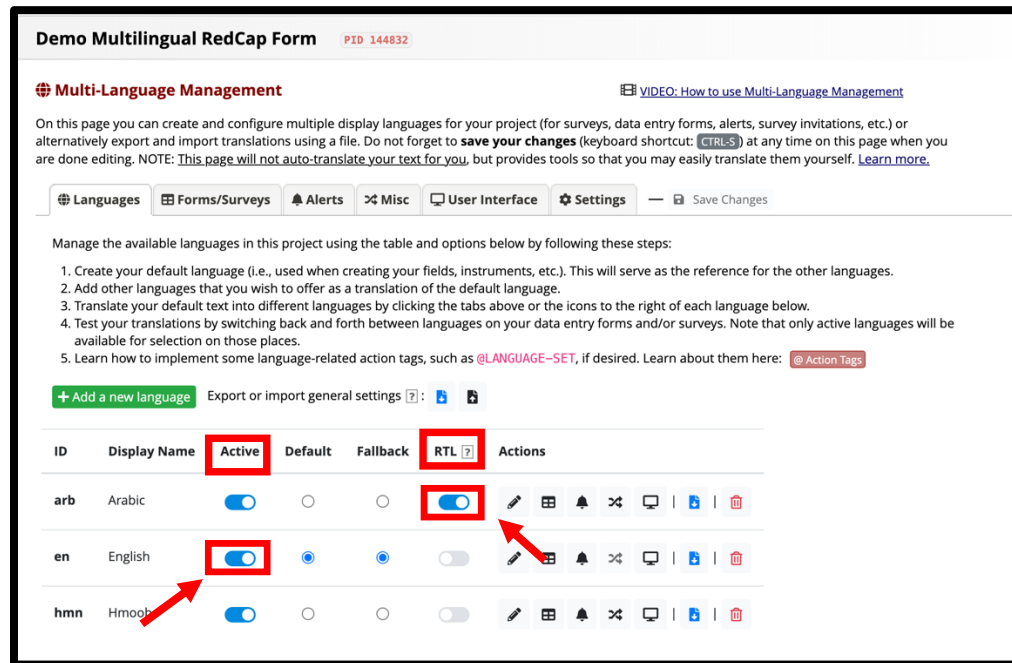 Demo Multilingual RedCap Form PID 144832
Multi-Language Management VIDEO: How to use Multi-Language Management
On this page you can create and configure multiple display languages for your project (for surveys, data entry forms, alerts, survey invitations, etc.) or
alternatively export and import translations using a file. Do not forget to save your changes (keyboard shortcut: CTRL-S) at any time on this page when you
are done editing. NOTE: This page will not auto-translate your text for you, but provides tools so that you may easily translate them yourself. Learn more.
Languages Forms/Surveys Alerts Misc User Interface Settings — Save Changes
Manage the available languages in this project using the table and options below by following these steps:
1. Create your default language (i.e., used when creating your fields, instruments, etc.). This will serve as the reference for the other languages.
2. Add other languages that you wish to offer as a translation of the default language.
3. Translate your default text into different languages by clicking the tabs above or the icons to the right of each language below.
4. Test your translations by switching back and forth between languages on your data entry forms and/or surveys. Note that only active languages will be
available for selection on those places.
5. Learn how to implement some language-related action tags, such as @LANGUAGE-SET, if desired. Learn about them here: @ Action Tags
+ Add a new language Export or import general settings ? :
ID Display Name Active Default Fallback RTL ? Actions
arb Arabic | |
en English | |
hmn Hmoob | |